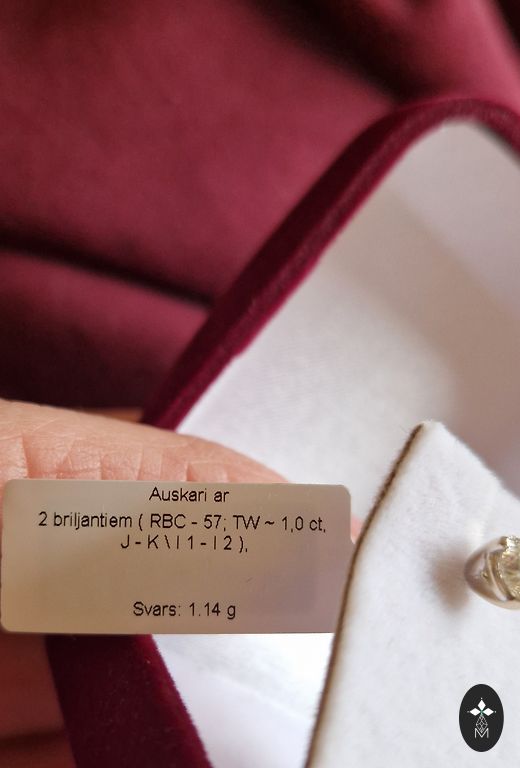 Auskari ar
2 briljantiem ( RBC - 57; TW ~ 1,0 ct,
J - K \ I 1 - I 2 ),
Svars: 1.14 g